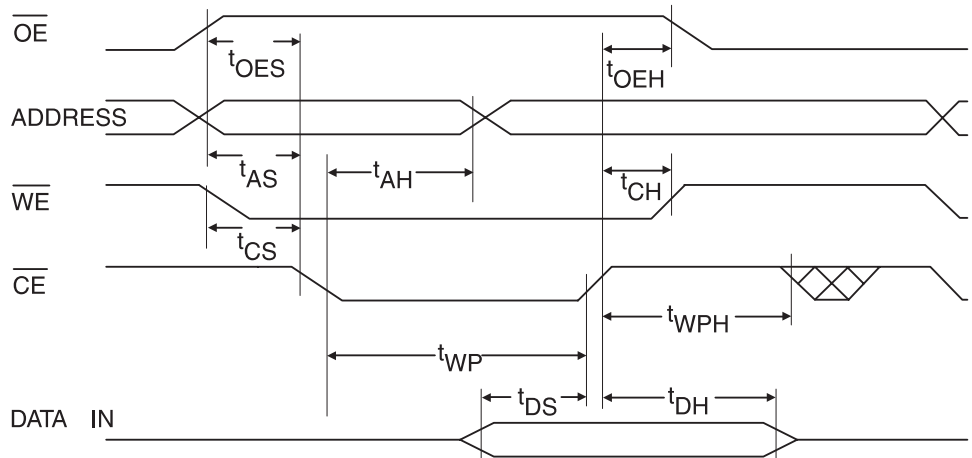 OE
tOES
tOEH
ADDRESS
tAS
tAH
tCH
WE
tCS
CE
tWPH
tWP
tDS
tDH
DATA IN